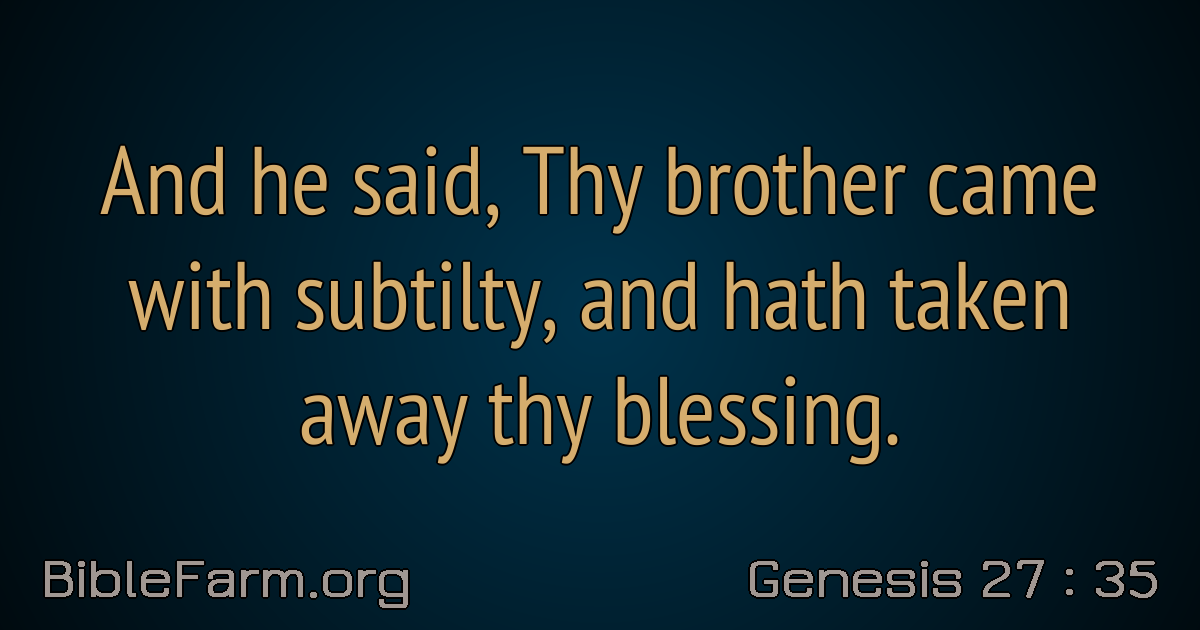 And he said, Thy brother came
with subtilty, and hath taken
away thy blessing.
BibleFarm.org
Genesis 27 : 35